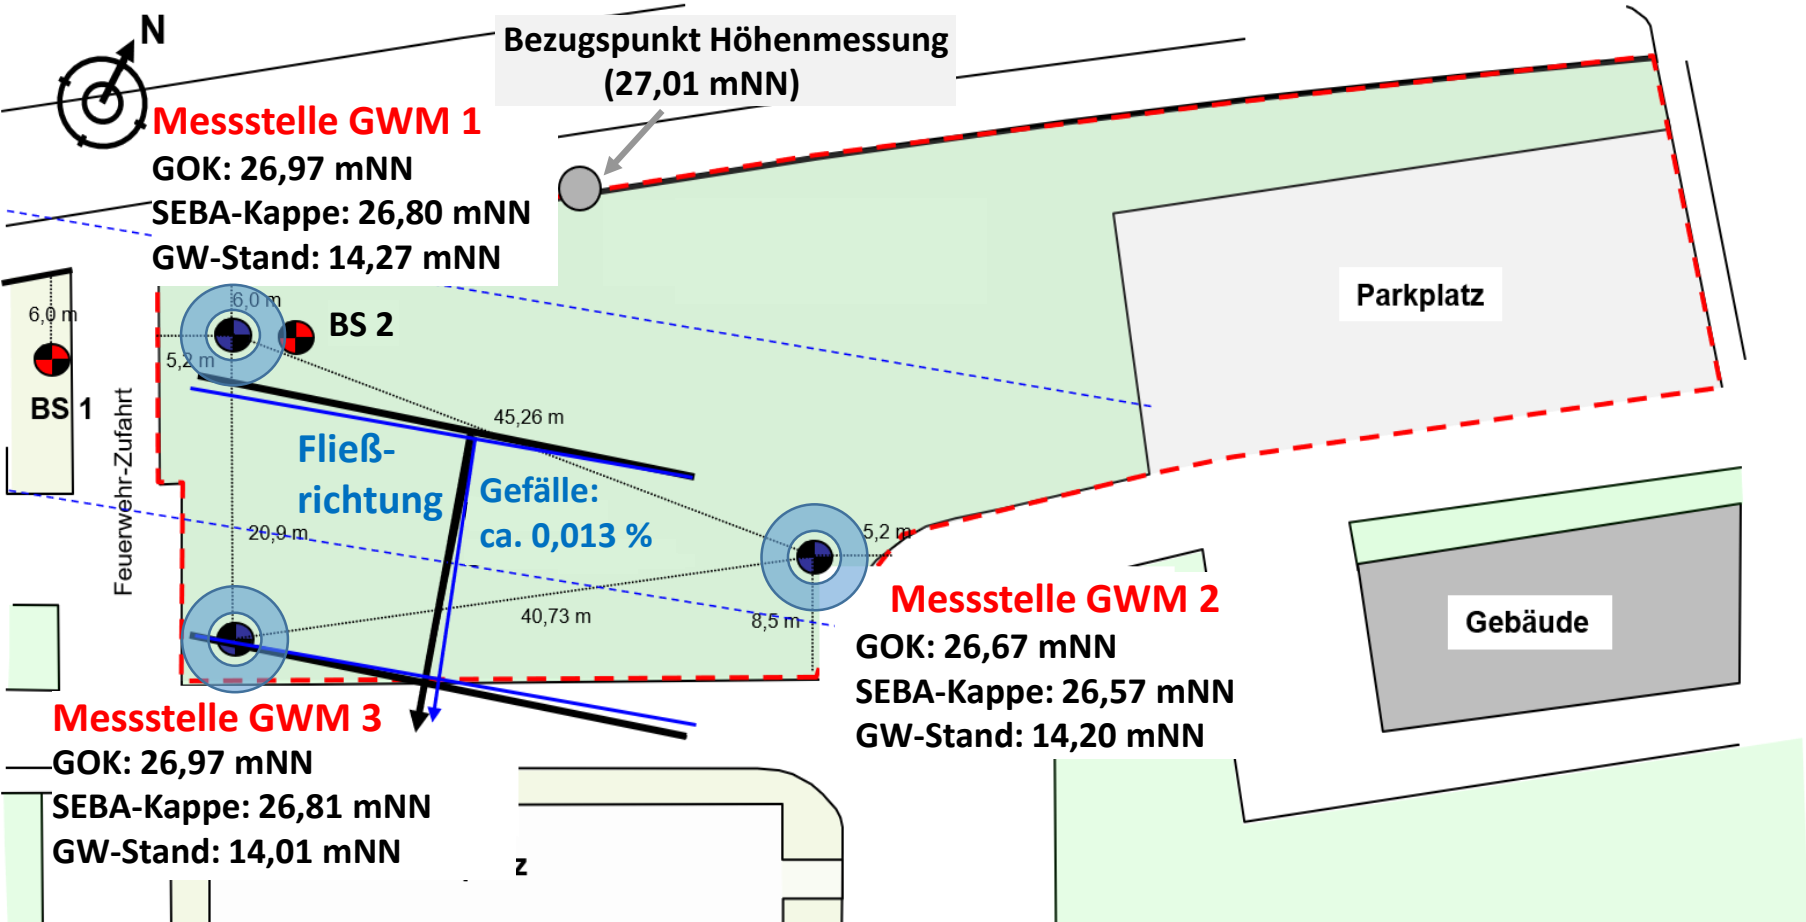 N
Bezugspunkt Höhenmessung
(27,01 mNN)
Messstelle GWM 1
GOK: 26,97 mNN
SEBA-Kappe: 26,80 mNN
GW-Stand: 14,27 mNN
Parkplatz
6,0 m
6,0 m
BS 2
5,2 m
BS 1
Feuerwehr-Zufahrt
45,26 m
Fließ-
richtung
Gefälle:
ca. 0,013 %
20,9 m
5,2 m
40,73 m
8,5 m
Messstelle GWM 2
GOK: 26,67 mNN
SEBA-Kappe: 26,57 mNN
GW-Stand: 14,20 mNN
Gebäude
Messstelle GWM 3
GOK: 26,97 mNN
SEBA-Kappe: 26,81 mNN
GW-Stand: 14,01 mNN